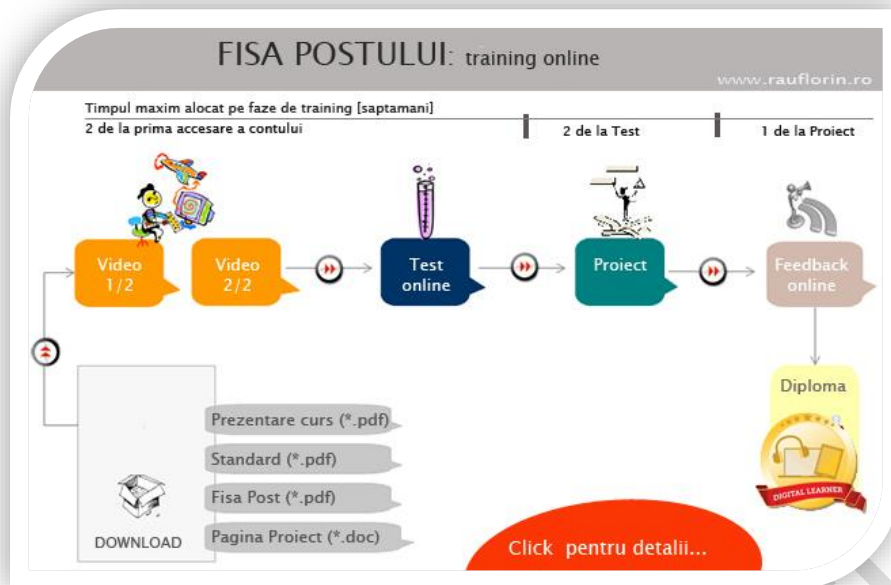 FISA POSTULUI: training online
www.rauflorin.ro
Timpul maxim alocat pe faze de training [saptamani]
2 de la prima accesare a contului
2 de la Test
1 de la Proiect
Video
1/2
Video
2/2
Test
online
Proiect
Feedback
online
Diploma
DIGITAL LEARNER
Prezentare curs (*.pdf)
Standard (*.pdf)
Fisa Post (*.pdf)
Pagina Proiect (*.doc)
DOWNLOAD
Click pentru detalii...